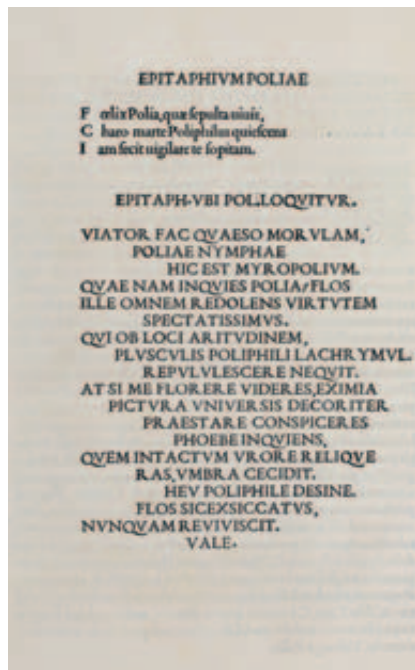 EPITAPHIVM POLIAE
F œlix Polia, quæ sepulta uiuis,
C haro marte Poliphilus quiescens
I am fecit uigilare te sopitam.
EPITAPH.VBI POL.LOQVITVR.
VIATOR FAC QVAESO MORVLAM,
POLIAE NYMPHAE
HIC EST MYROPOLIVM.
QVAE NAM INQVIES POLIA? FLOS
ILLE OMNEM REDOLENS VIRTVTEM
SPECTATISSIMVS.
QVI OB LOCI ARITVDINEM,
PLVSCVLIS POLIPHILI LACHRYMVL.
REPVLVLESCERE NEQVIT.
AT SI ME FLORERE VIDERES, EXIMIA
PICTVRA VNIVERSIS DECORITER
PRAESTARE CONSPICERES
PHOEBE INQVIENS,
QVEM INTACTVM VRORE RELIQVE
RAS, VMBRA CECIDIT.
HEV POLIPHILE DESINE.
FLOS SIC EXSICCATVS,
NVNQVAM REVIVISCIT.
VALE.